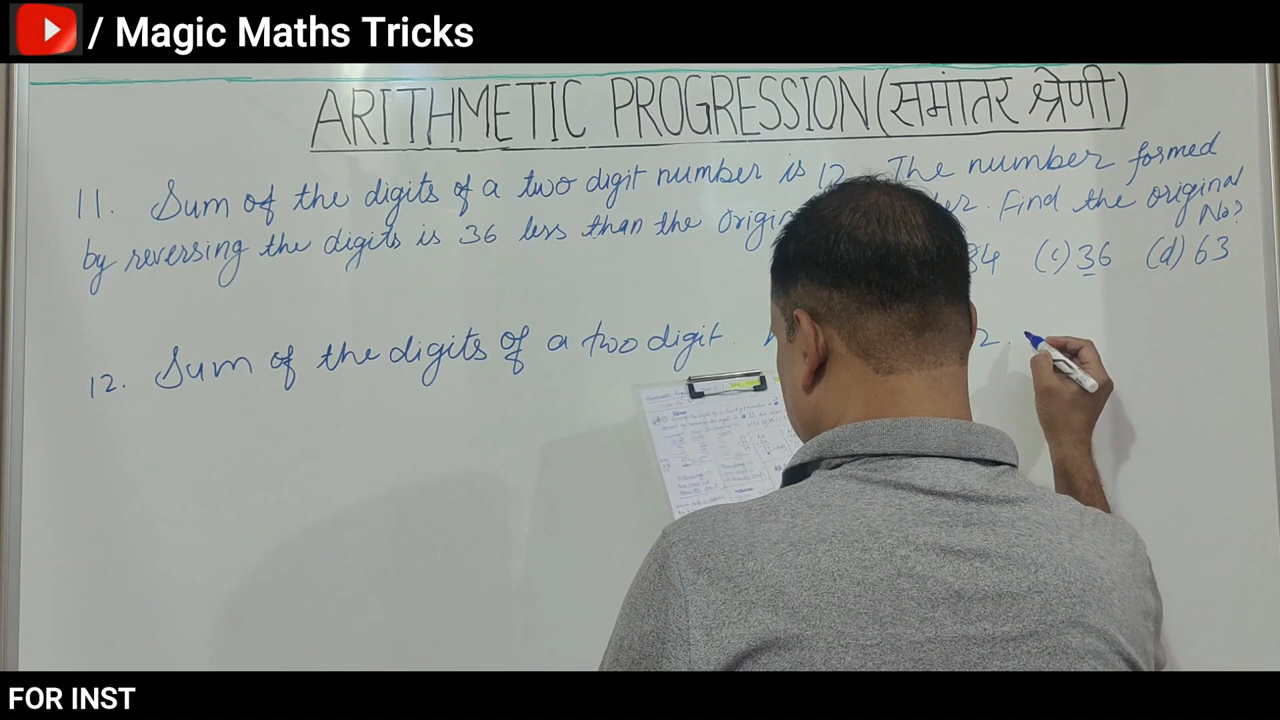 / Magic Maths Tricks
ARITHMETIC PROGRESSION (समांतर श्रेणी)
11. Sum of the digits of a two digit number is 12. The number formed
by reversing the digits is 36 less than the Find the original
No?
84 (c) 36 (d) 63
12. Sum of the digits of a two digit 2.
FOR INST